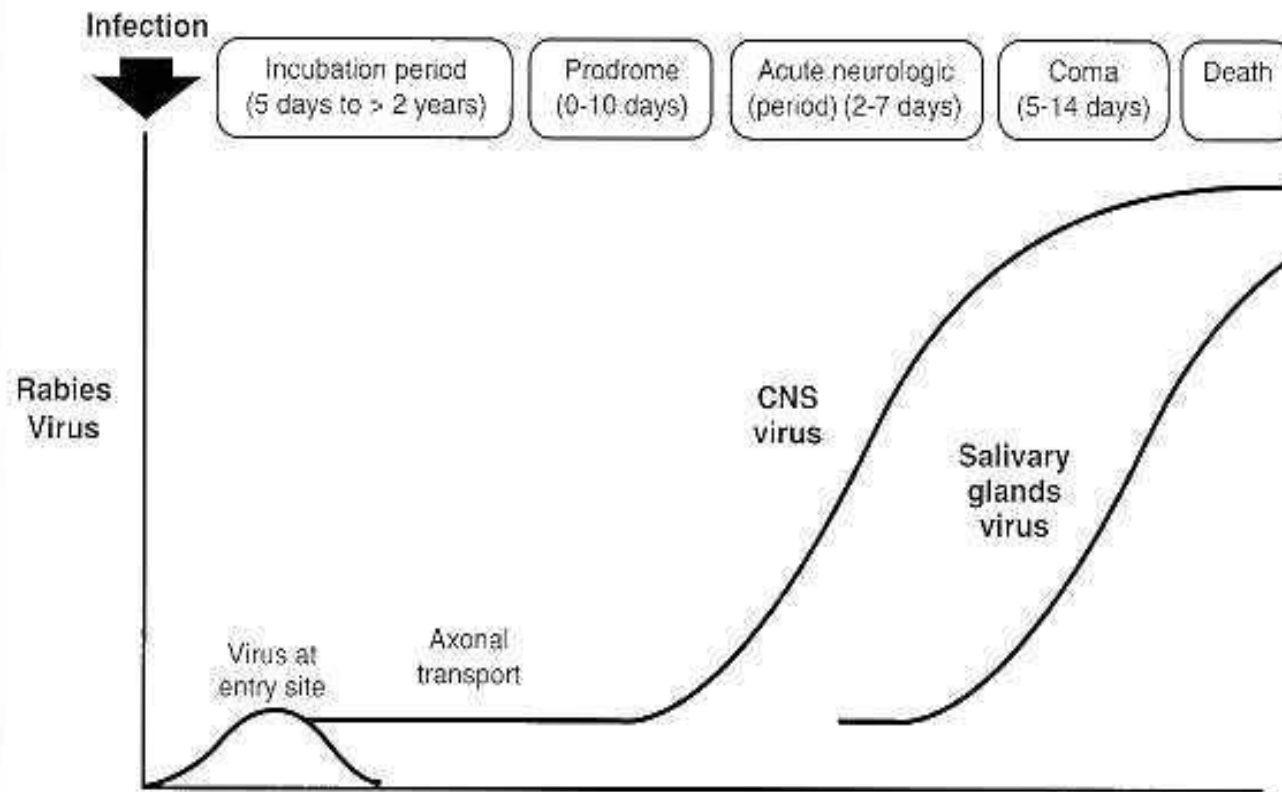 Infection
Incubation period
(5 days to > 2 years)
Prodrome
(0-10 days)
Acute neurologic
(period) (2-7 days)
Coma
(5-14 days)
Death
Rabies
Virus
CNS
virus
Salivary
glands
virus
Virus at
entry site
Axonal
transport